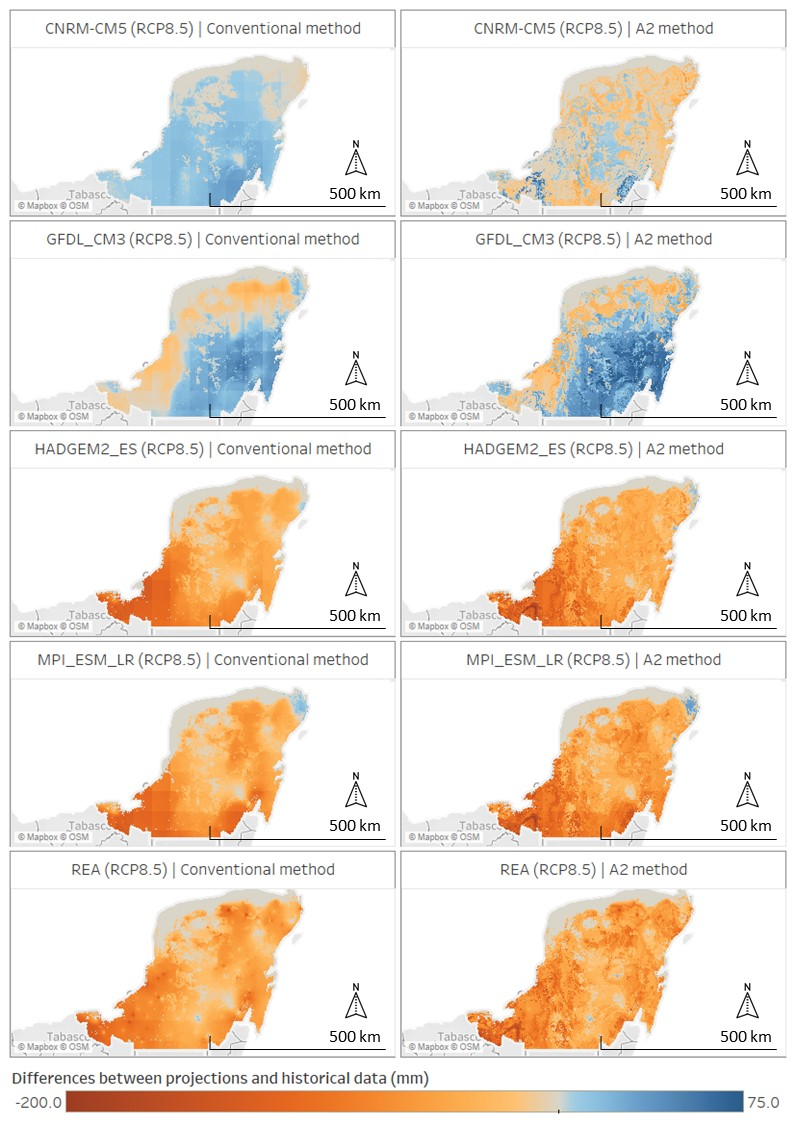 CNRM-CM5 (RCP8.5) | Conventional method
CNRM-CM5 (RCP8.5) | A2 method
N
N
500 km
500 km
Tabasco
Tabasco
© Mapbox © OSM
© Mapbox © OSM
GFDL_CM3 (RCP8.5) | Conventional method
GFDL_CM3 (RCP8.5) | A2 method
N
N
500 km
500 km
Tabasco
Tabasco
© Mapbox © OSM
© Mapbox © OSM
HADGEM2_ES (RCP8.5) | Conventional method
HADGEM2_ES (RCP8.5) | A2 method
N
N
500 km
500 km
Tabasco
Tabasco
© Mapbox © OSM
© Mapbox © OSM
MPI_ESM_LR (RCP8.5) | Conventional method
MPI_ESM_LR (RCP8.5) | A2 method
N
N
500 km
500 km
Tabasco
Tabasco
© Mapbox © OSM
© Mapbox © OSM
REA (RCP8.5) | Conventional method
REA (RCP8.5) | A2 method
N
N
500 km
500 km
Tabasco
Tabasco
© Mapbox © OSM
© Mapbox © OSM
Differences between projections and historical data (mm)
-200.0
75.0